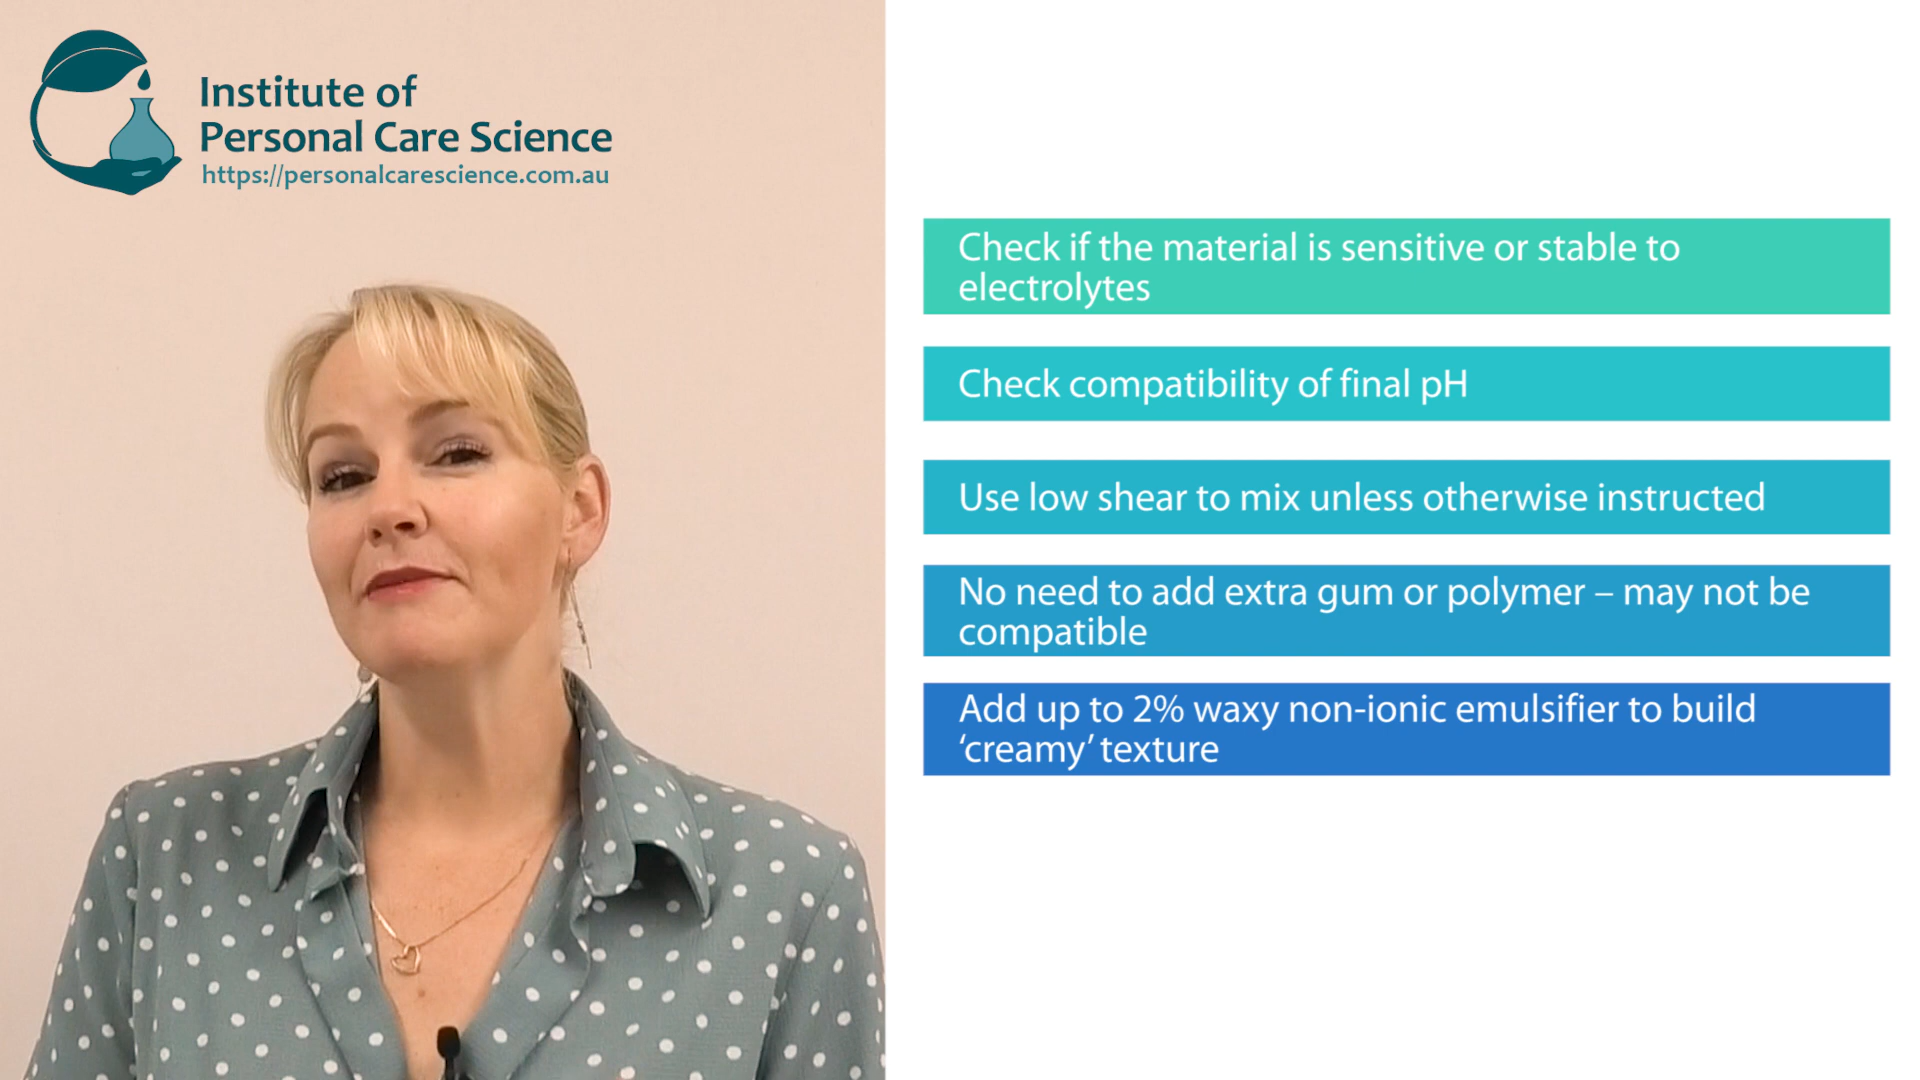 Institute of
Personal Care Science
https://personalcarescience.com.au
Check if the material is sensitive or stable to
electrolytes
Check compatibility of final pH
Use low shear to mix unless otherwise instructed
No need to add extra gum or polymer – may not be
compatible
Add up to 2% waxy non-ionic emulsifier to build
‘creamy’ texture